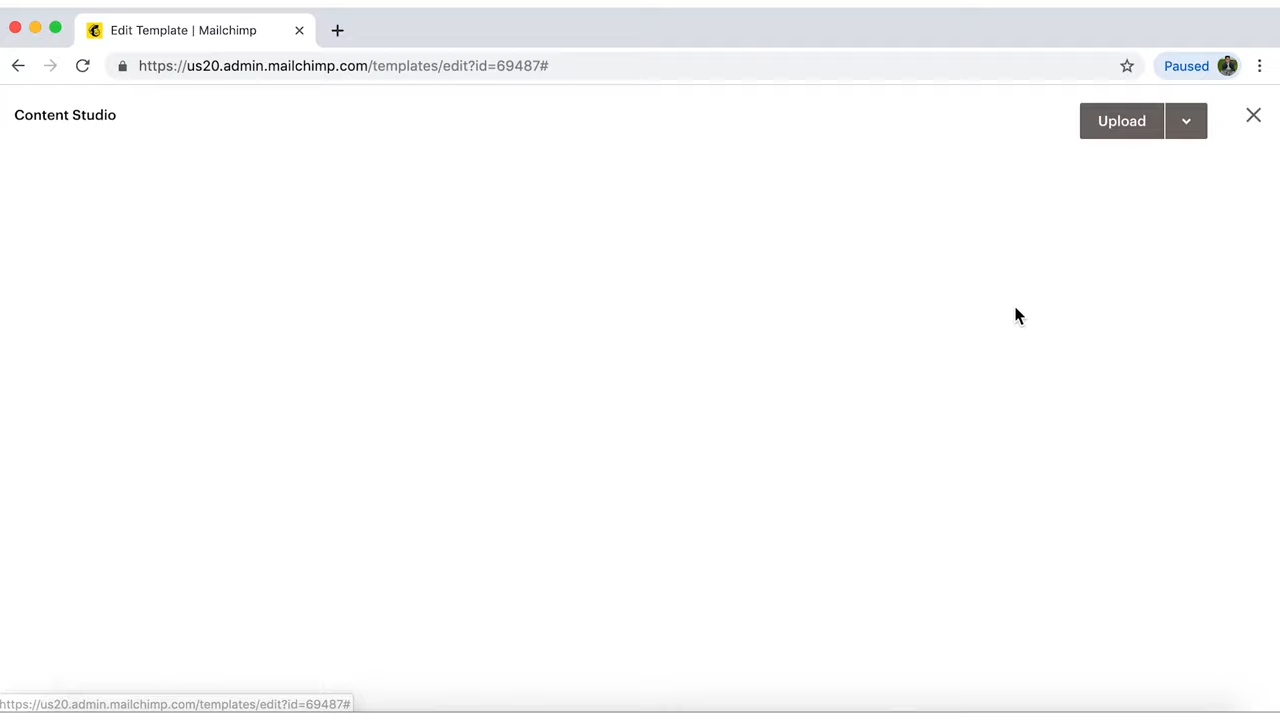 Edit Template | Mailchimp
https://us20.admin.mailchimp.com/templates/edit?id=69487#
Paused
Content Studio
Upload
https://us20.admin.mailchimp.com/templates/edit?id=69487#